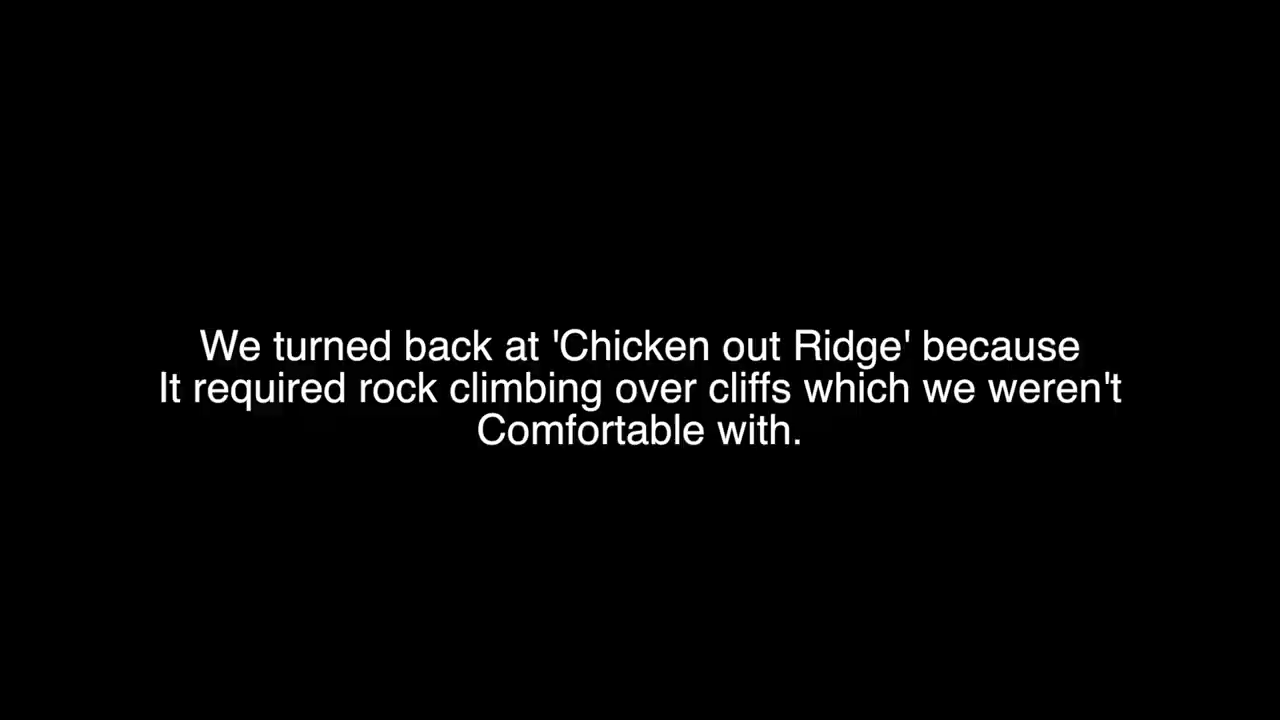 We turned back at 'Chicken out Ridge' because
It required rock climbing over cliffs which we weren't
Comfortable with.